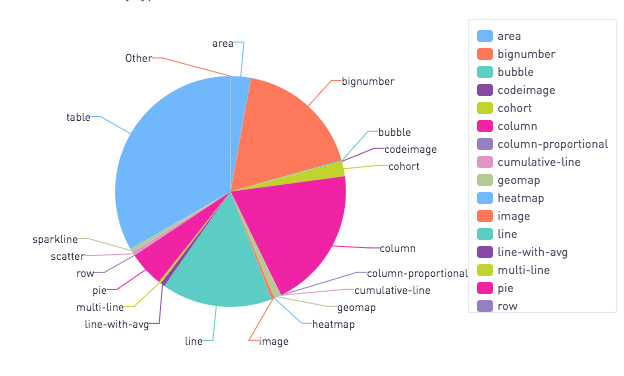 area
Other
bignumber
table
bubble
codeimage
cohort
sparkline
column
scatter
row
column-proportional
pie
cumulative-line
multi-line
geomap
line-with-avg
heatmap
line
image
area
bignumber
bubble
codeimage
cohort
column
column-proportional
cumulative-line
geomap
heatmap
image
line
line-with-avg
multi-line
pie
row